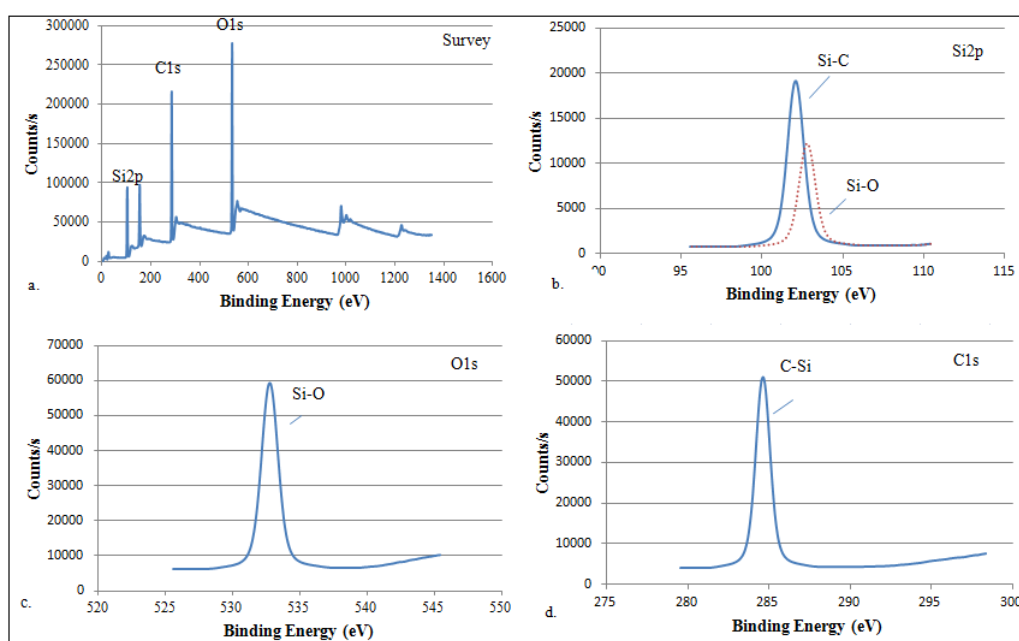 O1s
Survey
C1s
Si2p
Counts/s
300000
250000
200000
150000
100000
50000
0
0 200 400 600 800 1000 1200 1400 1600
a.
Binding Energy (eV)
Si2p
Si-C
Si-O
Counts/s
25000
20000
15000
10000
5000
0
90 95 100 105 110 115
b.
Binding Energy (eV)
O1s
Si-O
Counts/s
70000
60000
50000
40000
30000
20000
10000
0
520 525 530 535 540 545 550
c.
Binding Energy (eV)
C1s
C-Si
Counts/s
60000
50000
40000
30000
20000
10000
0
275 280 285 290 295 300
d.
Binding Energy (eV)